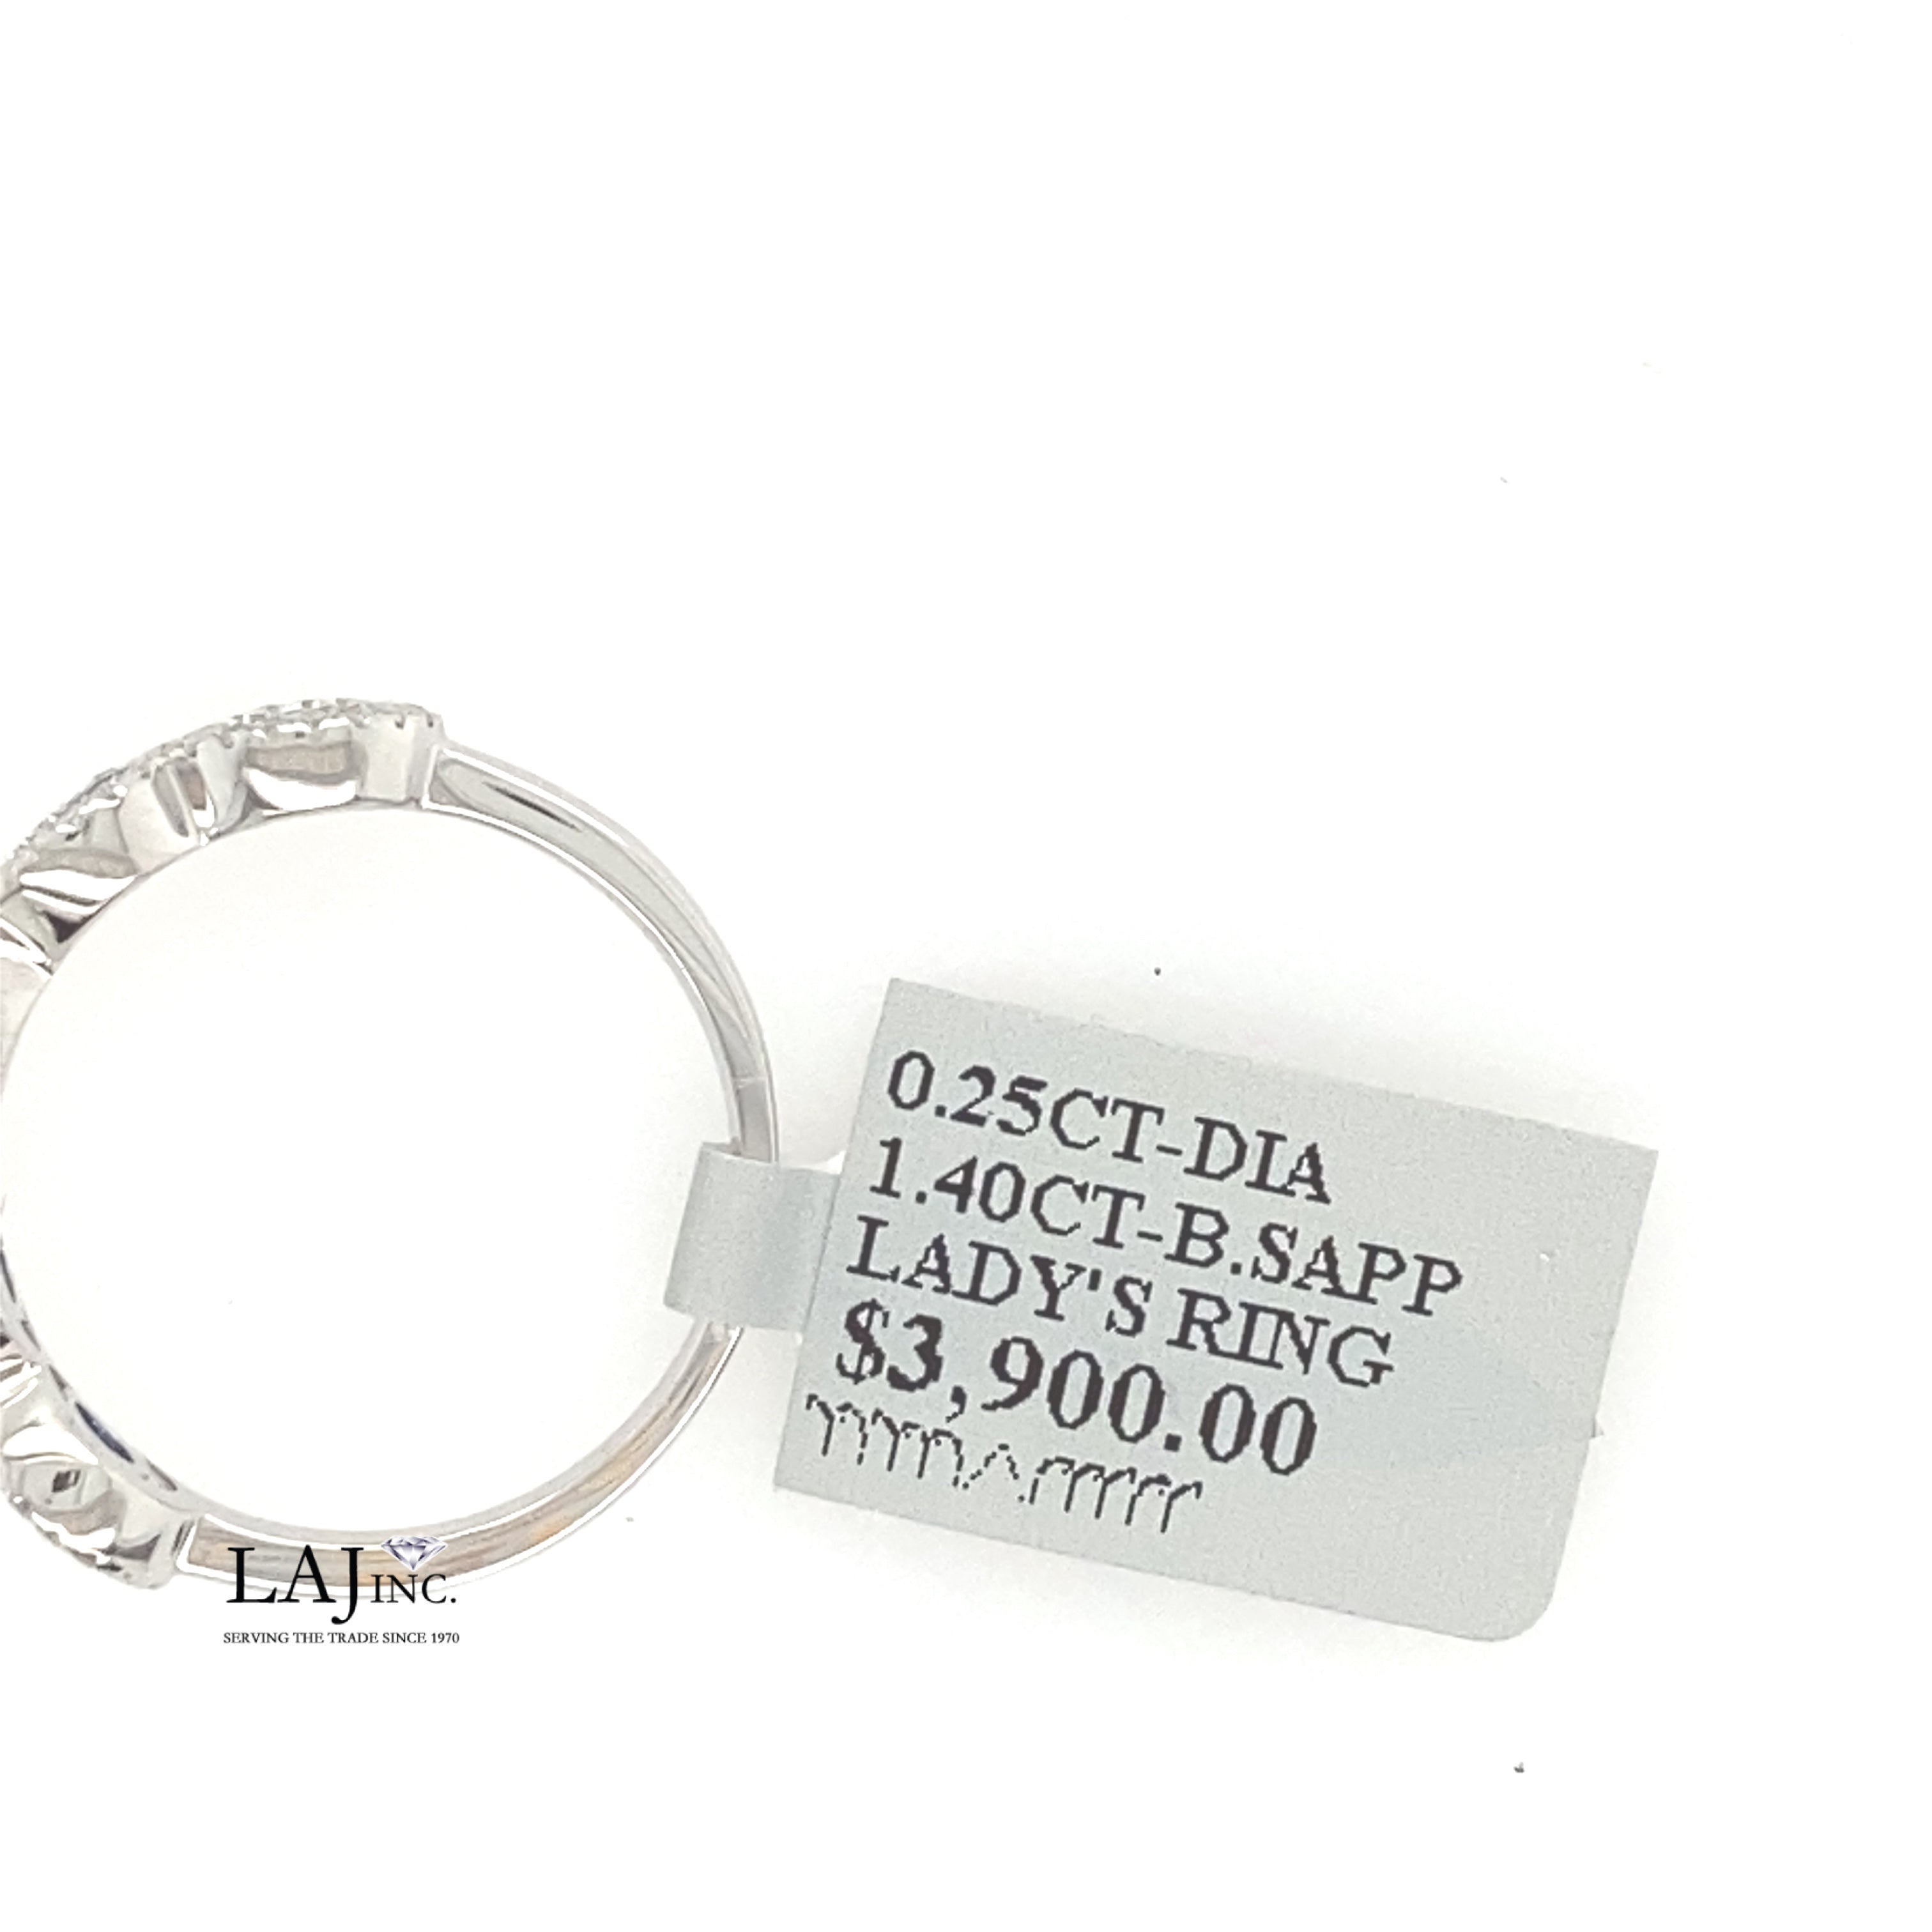 0.25CT-DIA
1.40CT-B.SAPP
LADY'S RING
$3,900.00
LAJ INC.
SERVING THE TRADE SINCE 1970